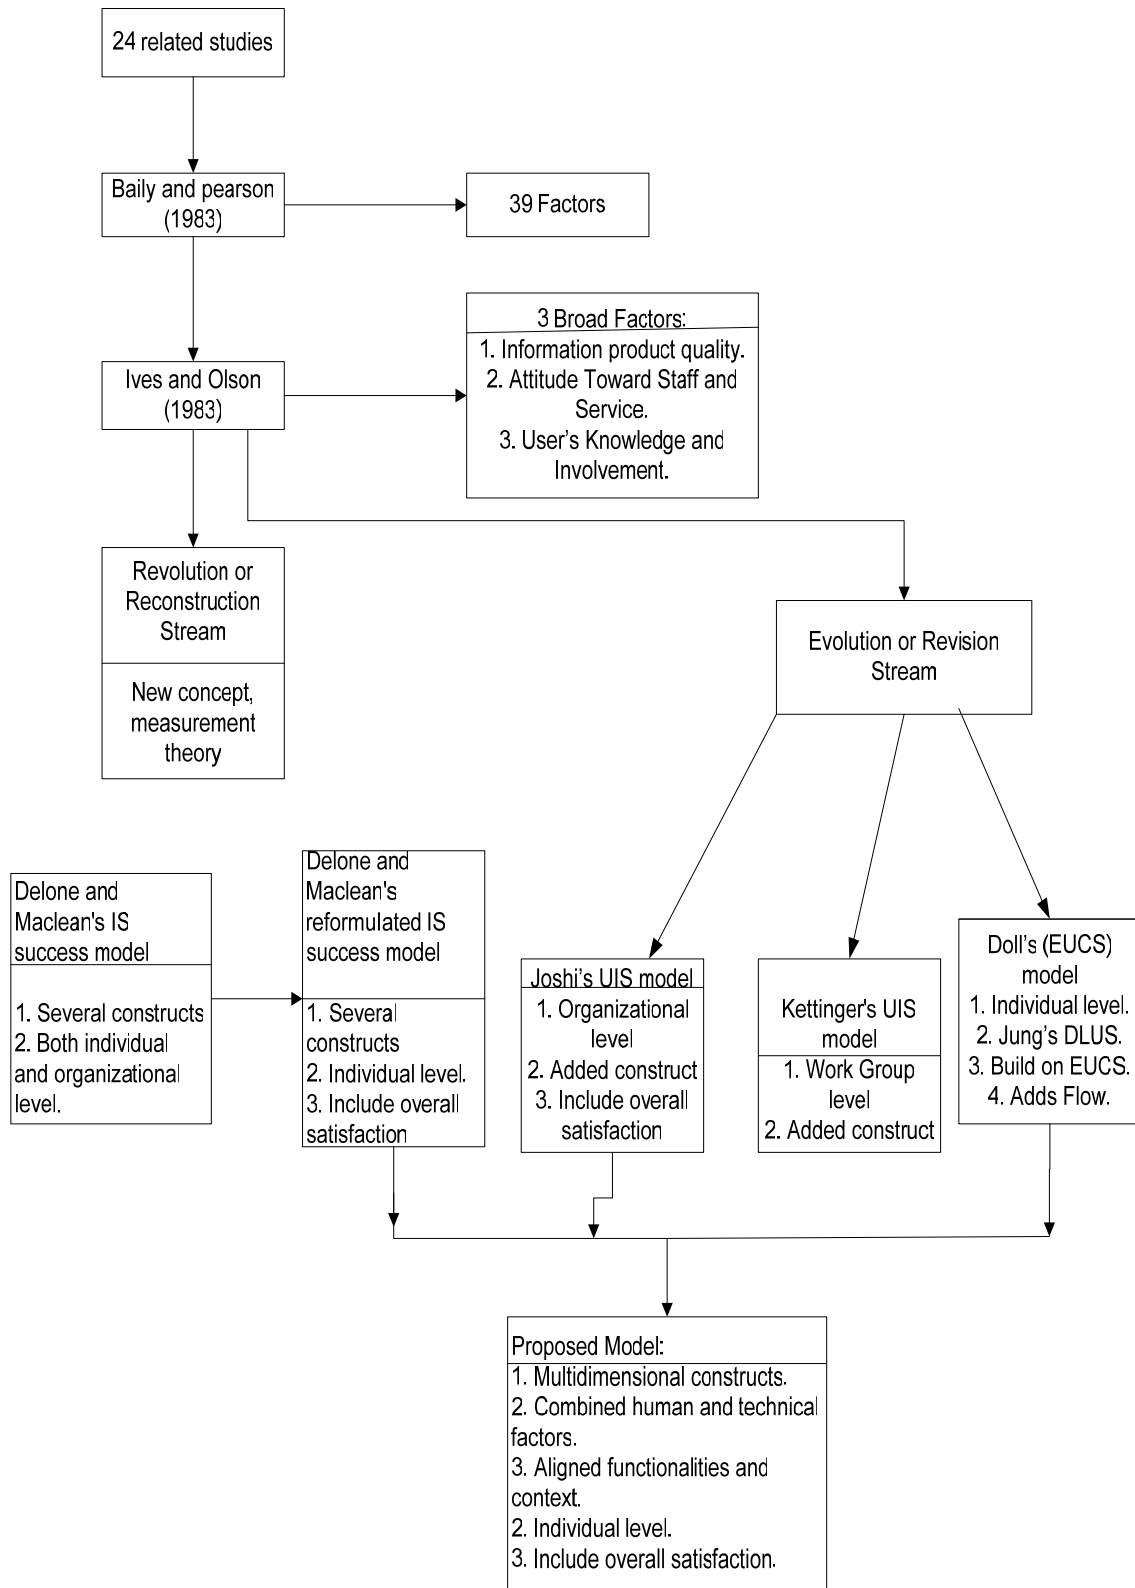 24 related studies
Baily and pearson
(1983)
39 Factors
3 Broad Factors:
1. Information product quality.
2. Attitude Toward Staff and
Service.
3. User's Knowledge and
Involvement.
Ives and Olson
(1983)
Revolution or
Reconstruction
Stream
New concept,
measurement
theory
Evolution or Revision
Stream
Delone and
Maclean's IS
success model
1. Several constructs
2. Both individual
and organizational
level.
Delone and
Maclean's
reformulated IS
success model
1. Several
constructs
2. Individual level.
3. Include overall
satisfaction
Joshi's UIS model
1. Organizational
level
2. Added construct
3. Include overall
satisfaction
Kettinger's UIS
model
1. Work Group
level
2. Added construct
Doll's (EUCS)
model
1. Individual level.
2. Jung's DLUS.
3. Build on EUCS.
4. Adds Flow.
Proposed Model:
1. Multidimensional constructs.
2. Combined human and technical
factors.
3. Aligned functionalities and
context.
2. Individual level.
3. Include overall satisfaction.